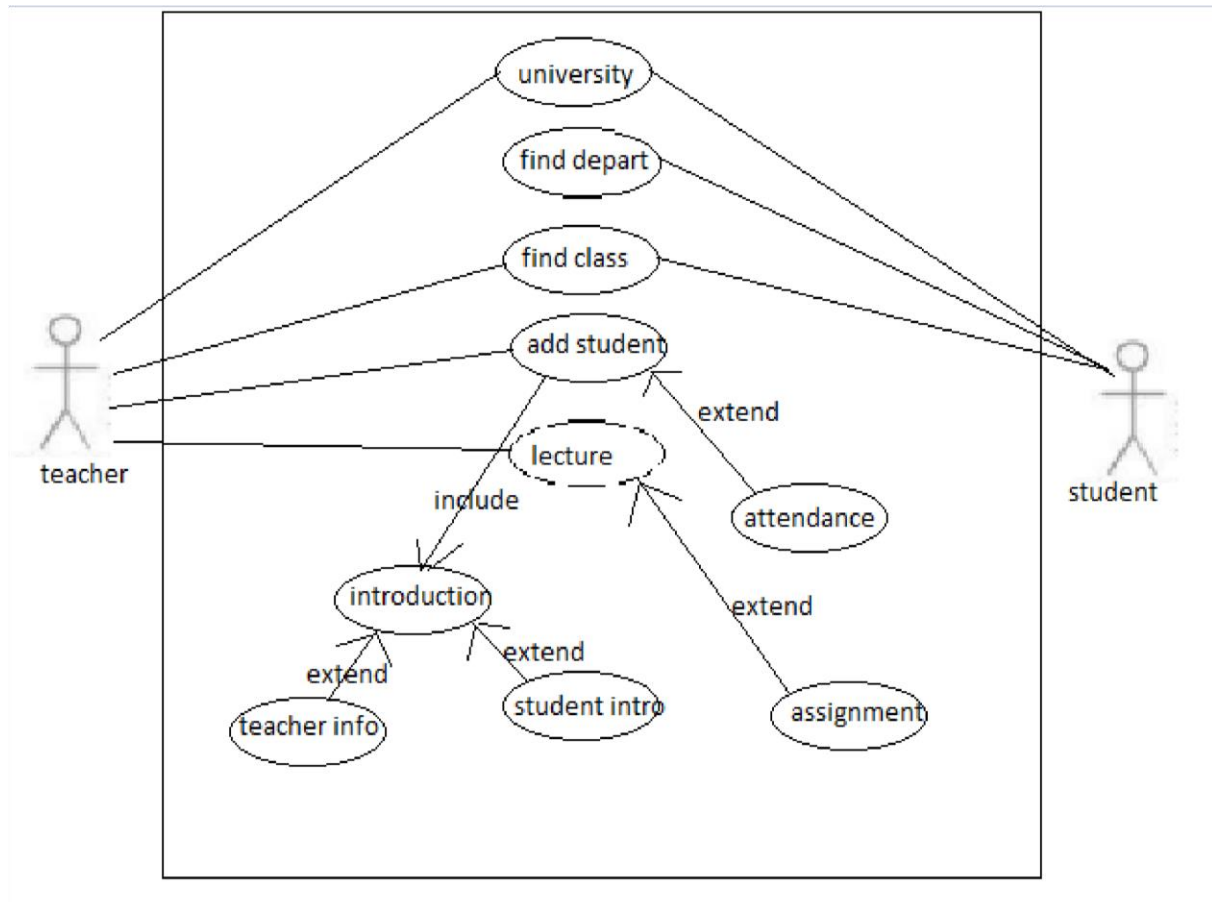 university
find depart
find class
add student
extend
lecture
teacher
student
include
attendance
introduction
extend
extend
extend
student intro
assignment
teacher info